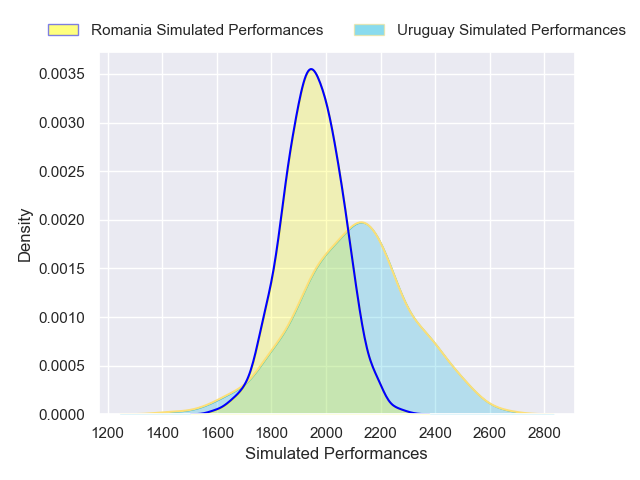 Romania Simulated Performances Uruguay Simulated Performances
0.0035
0.0030
0.0025
0.0020
0.0015
0.0010
0.0005
0.0000
Density
1200 1400 1600 1800 2000 2200 2400 2600 2800
Simulated Performances